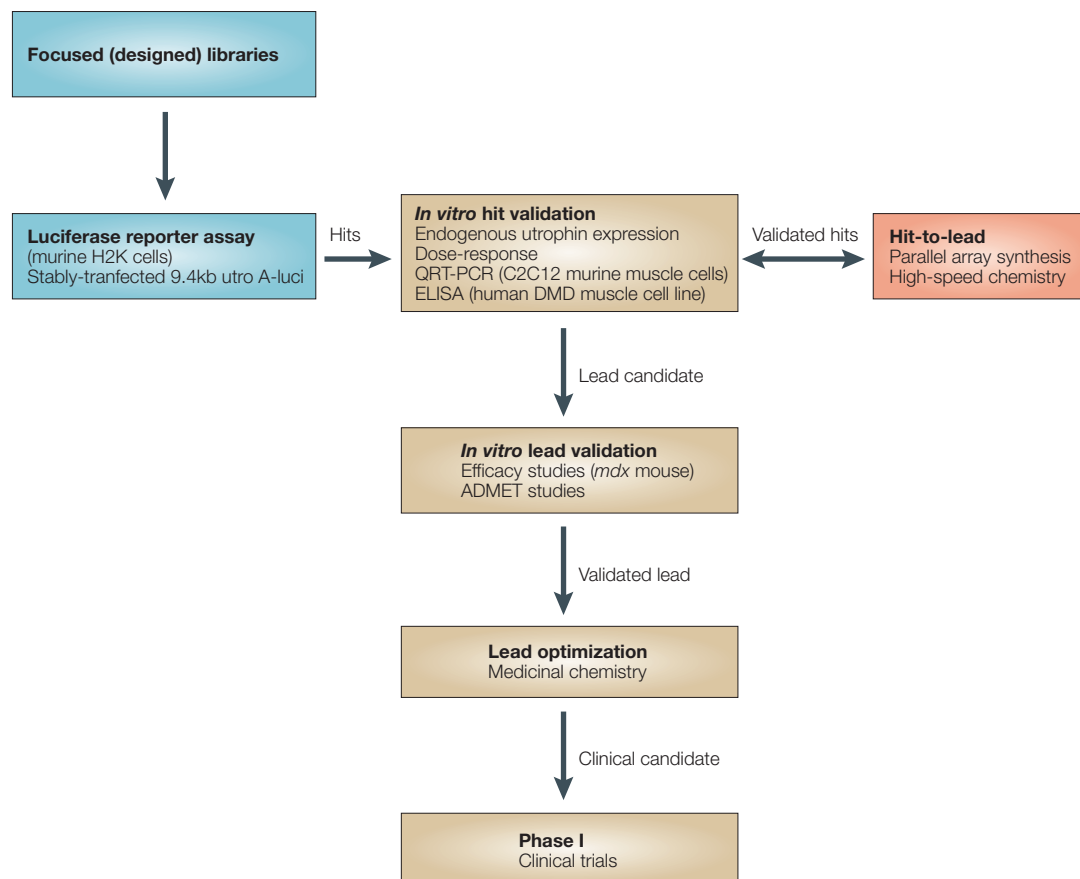 Focused (designed) libraries
Luciferase reporter assay
(murine H2K cells)
Stably-tranfected 9.4kb utro A-luci
Hits
In vitro hit validation
Endogenous utrophin expression
Dose-response
QRT-PCR (C2C12 murine muscle cells)
ELISA (human DMD muscle cell line)
Validated hits
Hit-to-lead
Parallel array synthesis
High-speed chemistry
Lead candidate
In vitro lead validation
Efficacy studies (mdx mouse)
ADMET studies
Validated lead
Lead optimization
Medicinal chemistry
Clinical candidate
Phase I
Clinical trials